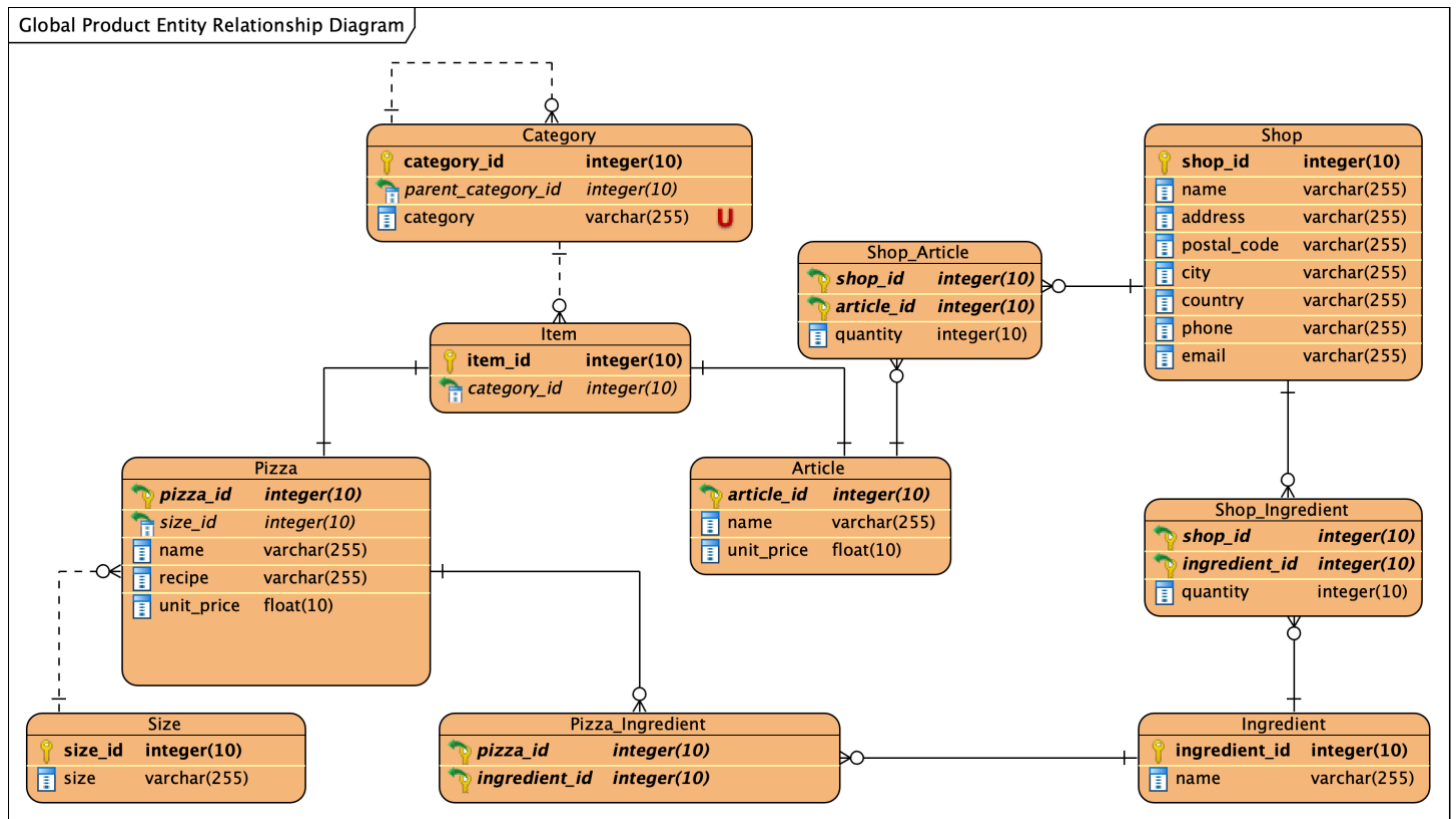 Global Product Entity Relationship Diagram
Category
category_id integer(10)
parent_category_id integer(10)
category varchar(255) U
Shop
shop_id integer(10)
name varchar(255)
address varchar(255)
postal_code varchar(255)
city varchar(255)
country varchar(255)
phone varchar(255)
email varchar(255)
Shop_Article
shop_id integer(10)
article_id integer(10)
quantity integer(10)
Item
item_id integer(10)
category_id integer(10)
Pizza
pizza_id integer(10)
size_id integer(10)
name varchar(255)
recipe varchar(255)
unit_price float(10)
Article
article_id integer(10)
name varchar(255)
unit_price float(10)
Shop_Ingredient
shop_id integer(10)
ingredient_id integer(10)
quantity integer(10)
Size
size_id integer(10)
size varchar(255)
Pizza_Ingredient
pizza_id integer(10)
ingredient_id integer(10)
Ingredient
ingredient_id integer(10)
name varchar(255)